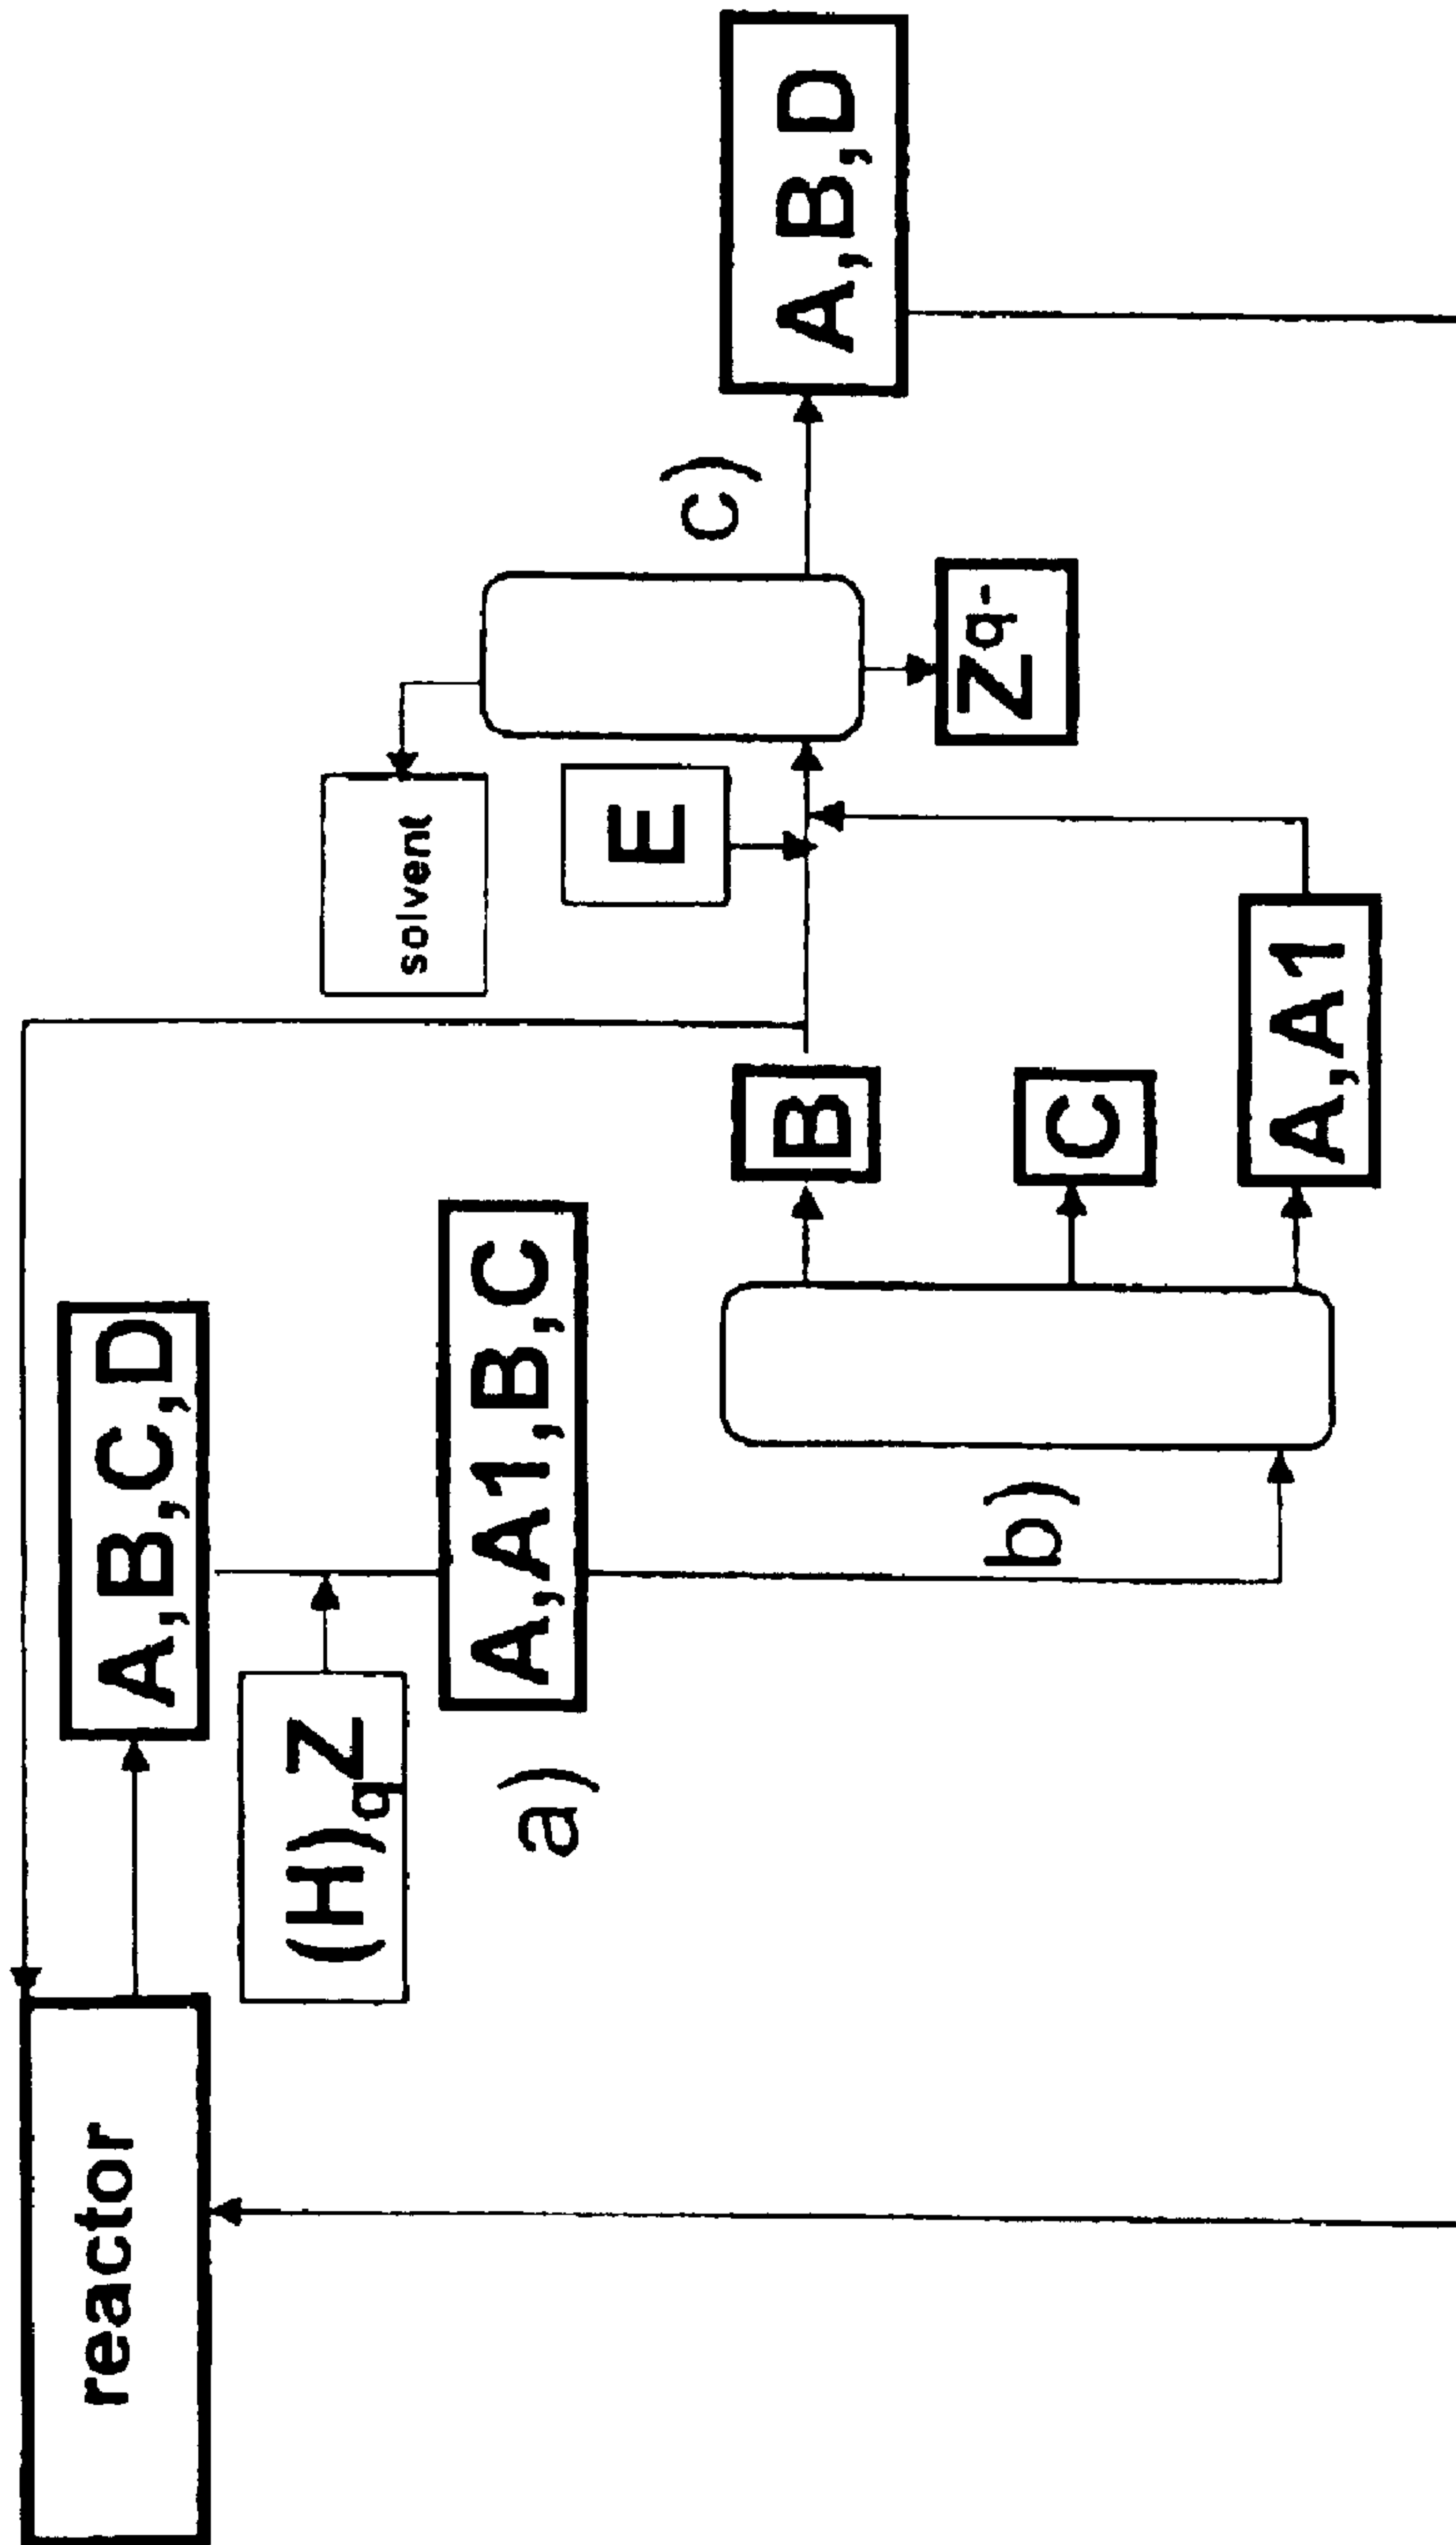 reactor
A,B,C,D
(H)qZ
a)
A,A1,B,C
b)
B
C
A,A1
solvent
E
c)
Zq-
A,B,D